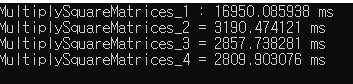 MultiplySquareMatrices_1 : 16950.085938 ms
MultiplySquareMatrices_2 = 3190.474121 ms
MultiplySquareMatrices_3 = 2857.738281 ms
MultiplySquareMatrices_4 = 2809.903076 ms